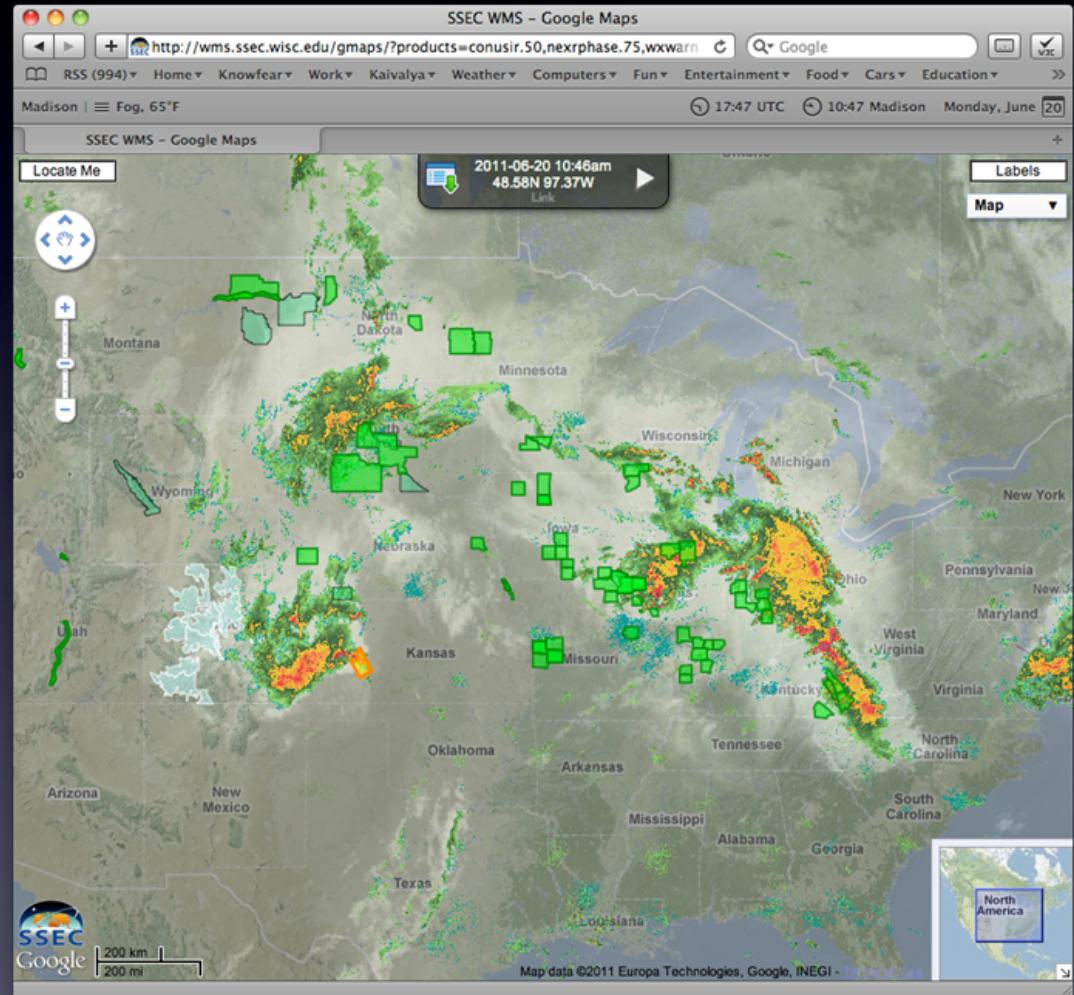 SSEC WMS – Google Maps
http://wms.ssec.wisc.edu/gmaps/?products=conusir.50,nexrphase.75,wxwarn
Google
RSS (994) Home Knowfear Work Kaivalya Weather Computers Fun Entertainment Food Cars Education
Madison | Fog, 65°F 17:47 UTC 10:47 Madison Monday, June 20
SSEC WMS – Google Maps
Locate Me
2011-06-20 10:46am
48.58N 97.37W
Link
Labels
Map
North
Dakota
Montana
Minnesota
Wisconsin
Michigan
Wyoming
New York
Iowa
Nebraska
Pennsylvania
Ohio
Maryland
Utah
West
Virginia
Kansas
Missouri
Kentucky
Virginia
Oklahoma
Tennessee
North
Carolina
Arkansas
Arizona
New
Mexico
South
Carolina
Mississippi
Alabama
Georgia
Texas
Louisiana
North
America
SSEC
Google
200 km
200 mi
Map data ©2011 Europa Technologies, Google, INEGI -